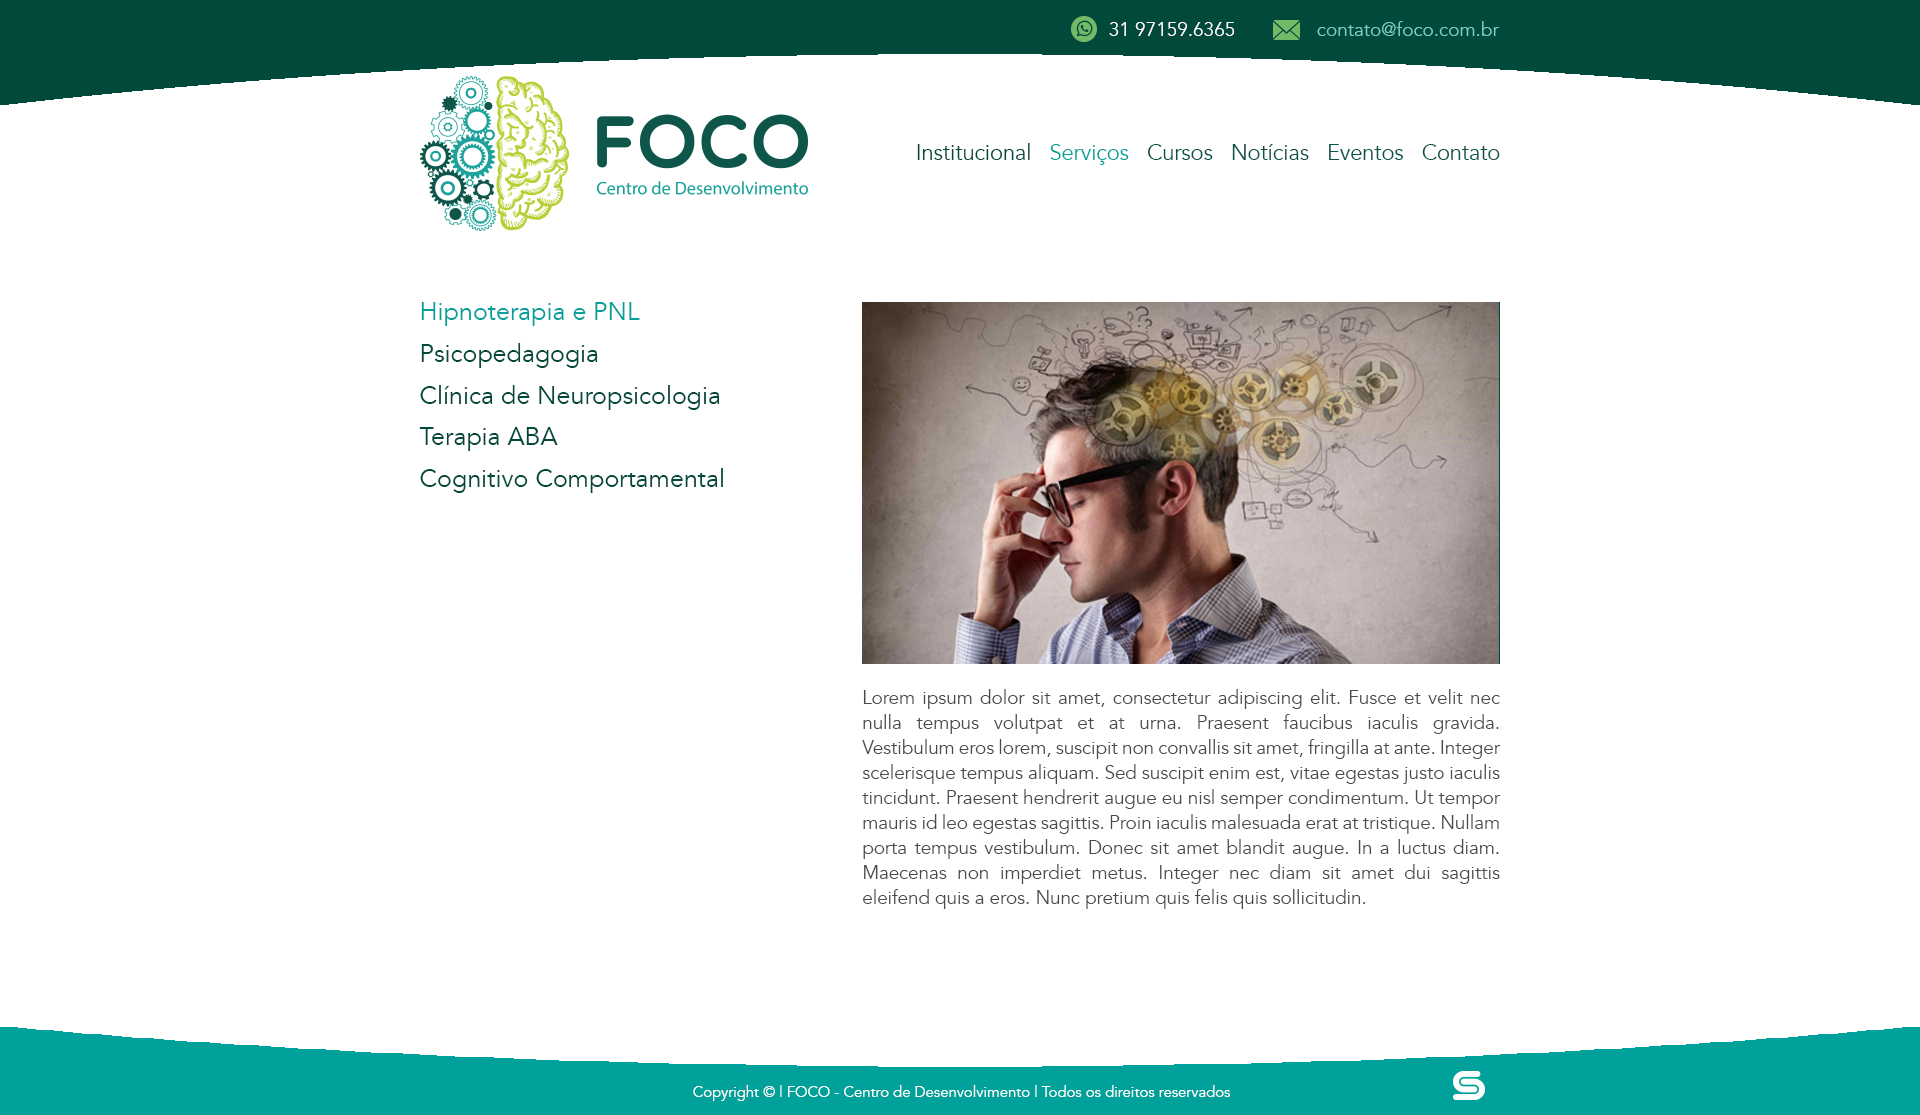 31 97159.6365
contato@foco.com.br
FOCO
Centro de Desenvolvimento
Institucional Serviços Cursos Notícias Eventos Contato
Hipnoterapia e PNL
Psicopedagogia
Clínica de Neuropsicologia
Terapia ABA
Cognitivo Comportamental
Lorem ipsum dolor sit amet, consectetur adipiscing elit. Fusce et velit nec
nulla tempus volutpat et at urna. Praesent faucibus iaculis gravida.
Vestibulum eros lorem, suscipit non convallis sit amet, fringilla at ante. Integer
scelerisque tempus aliquam. Sed suscipit enim est, vitae egestas justo iaculis
tincidunt. Praesent hendrerit augue eu nisl semper condimentum. Ut tempor
mauris id leo egestas sagittis. Proin iaculis malesuada erat at tristique. Nullam
porta tempus vestibulum. Donec sit amet blandit augue. In a luctus diam.
Maecenas non imperdiet metus. Integer nec diam sit amet dui sagittis
eleifend quis a eros. Nunc pretium quis felis quis sollicitudin.
Copyright © | FOCO - Centro de Desenvolvimento | Todos os direitos reservados